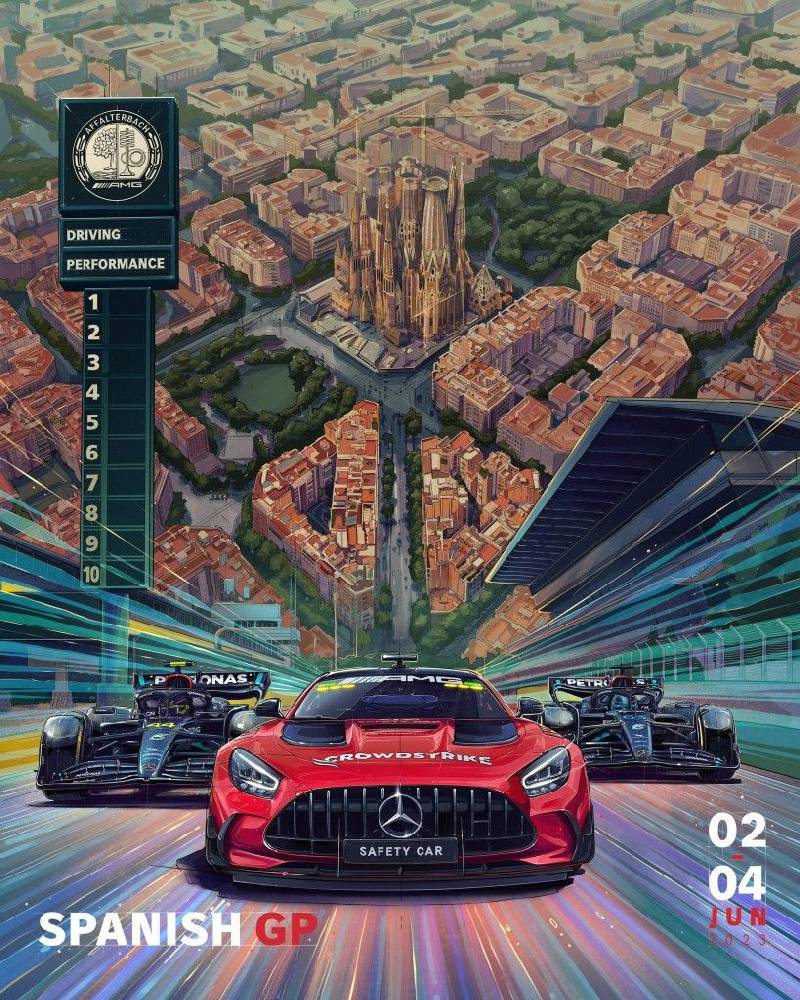 AFFALTERBACH
AMG
DRIVING
PERFORMANCE
1
2
3
4
5
6
7
8
9
10
PETRONAS
AMG
PETRONAS
44
CROWDSTRIKE
SAFETY CAR
02
-
04
JUN
2023
SPANISH GP